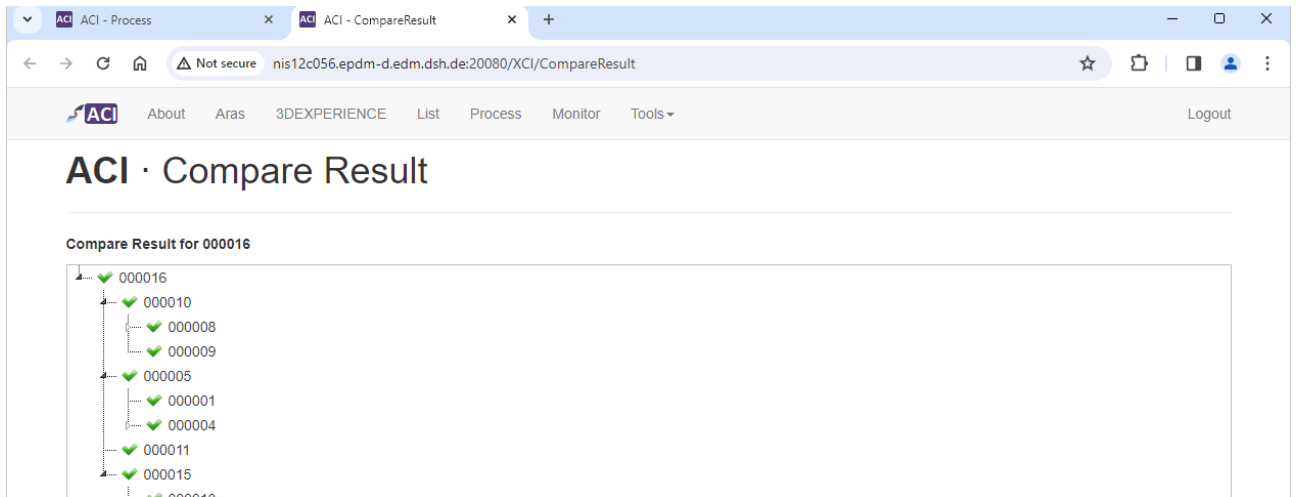 ACI ACI - Process
ACI ACI - CompareResult
Not secure nis12c056.epdm-d.edm.dsh.de:20080/XCI/CompareResult
ACI About Aras 3DEXPERIENCE List Process Monitor Tools Logout
ACI · Compare Result
Compare Result for 000016
000016
000010
000008
000009
000005
000001
000004
000011
000015